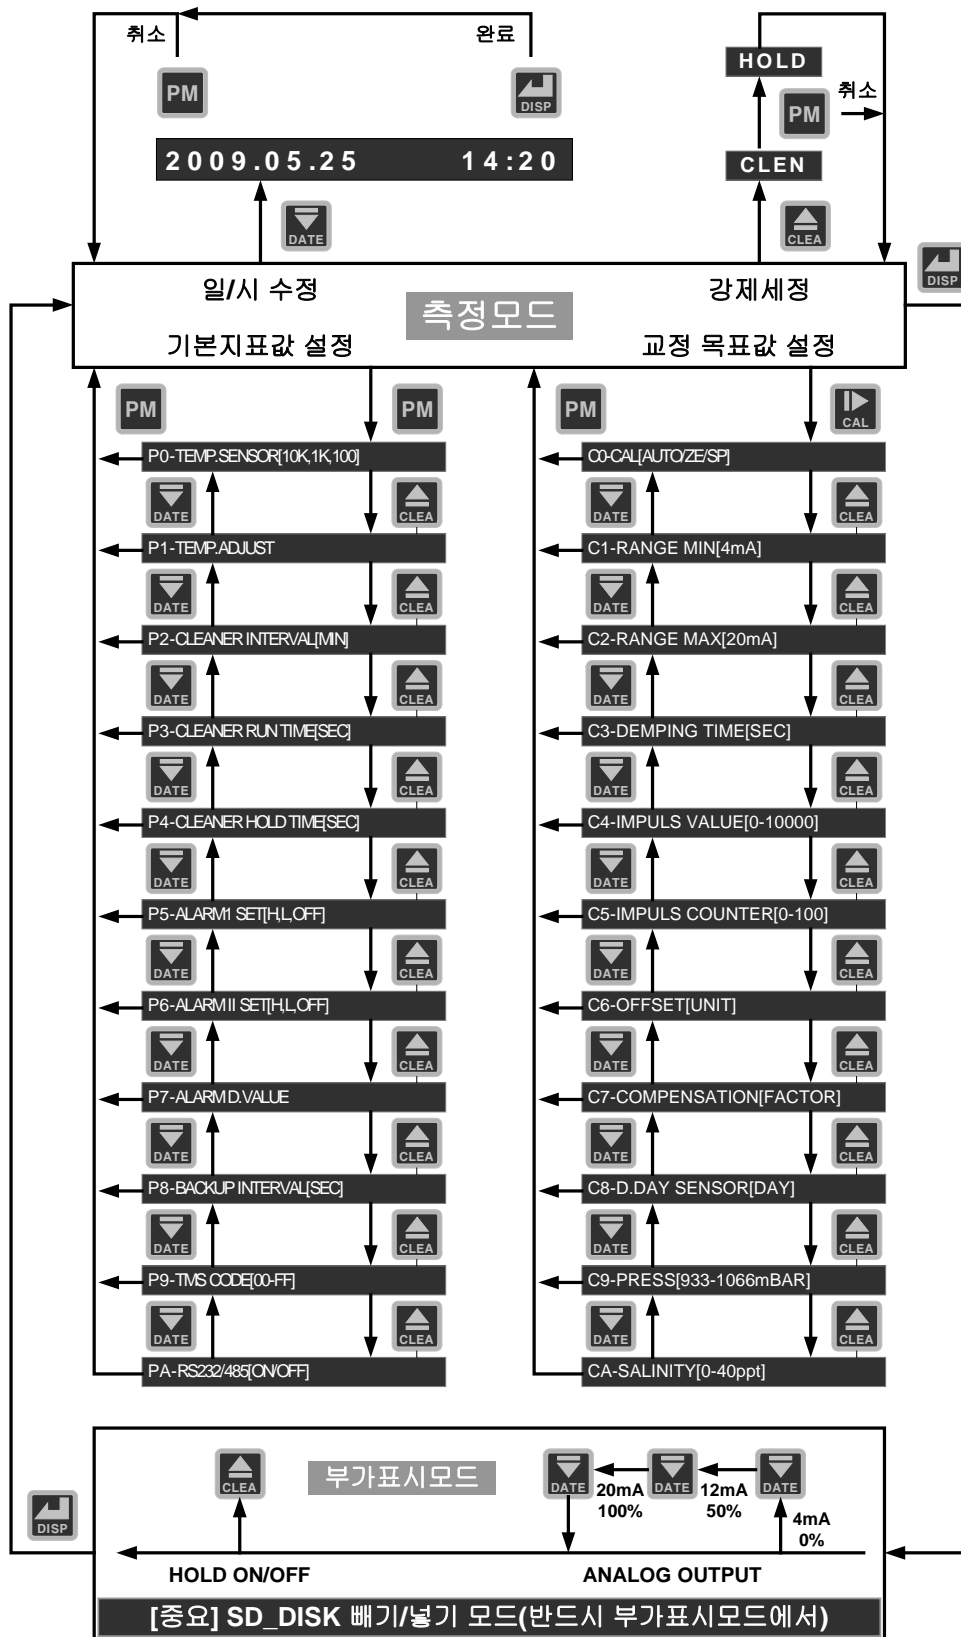 취소
완료
HOLD
PM
DISP
PM
취소
2009.05.25 14:20
CLEN
DATE
CLEA
DISP
일/시 수정
강제세정
측정모드
기본지표값 설정
교정 목표값 설정
PM
PM
PM
CAL
P0-TEMP.SENSOR[10K,1K,100]
C0-CAL[AUTO/ZE/SP]
DATE
CLEA
DATE
CLEA
P1-TEMP.ADJUST
C1-RANGE MIN[4mA]
DATE
CLEA
DATE
CLEA
P2-CLEANER INTERVAL[MIN]
C2-RANGE MAX[20mA]
DATE
CLEA
DATE
CLEA
P3-CLEANER RUN TIME[SEC]
C3-DEMPING TIME[SEC]
DATE
CLEA
DATE
CLEA
P4-CLEANER HOLD TIME[SEC]
C4-IMPULS VALUE[0-10000]
DATE
CLEA
DATE
CLEA
P5-ALARM1 SET[H,L,OFF]
C5-IMPULS COUNTER[0-100]
DATE
CLEA
DATE
CLEA
P6-ALARM II SET[H,L,OFF]
C6-OFFSET[UNIT]
DATE
CLEA
DATE
CLEA
P7-ALARM D.VALUE
C7-COMPENSATION[FACTOR]
DATE
CLEA
DATE
CLEA
P8-BACKUP INTERVAL[SEC]
C8-D.DAY SENSOR[DAY]
DATE
CLEA
DATE
CLEA
P9-TMS CODE[00-FF]
C9-PRESS[933-1066mBAR]
DATE
CLEA
DATE
CLEA
PA-RS232/485[ON/OFF]
CA-SALINITY[0-40ppt]
CLEA
부가표시모드
DATE
20mA
100%
DATE
12mA
50%
DATE
4mA
0%
DISP
HOLD ON/OFF
ANALOG OUTPUT
[중요] SD_DISK 빼기/넣기 모드(반드시 부가표시모드에서)